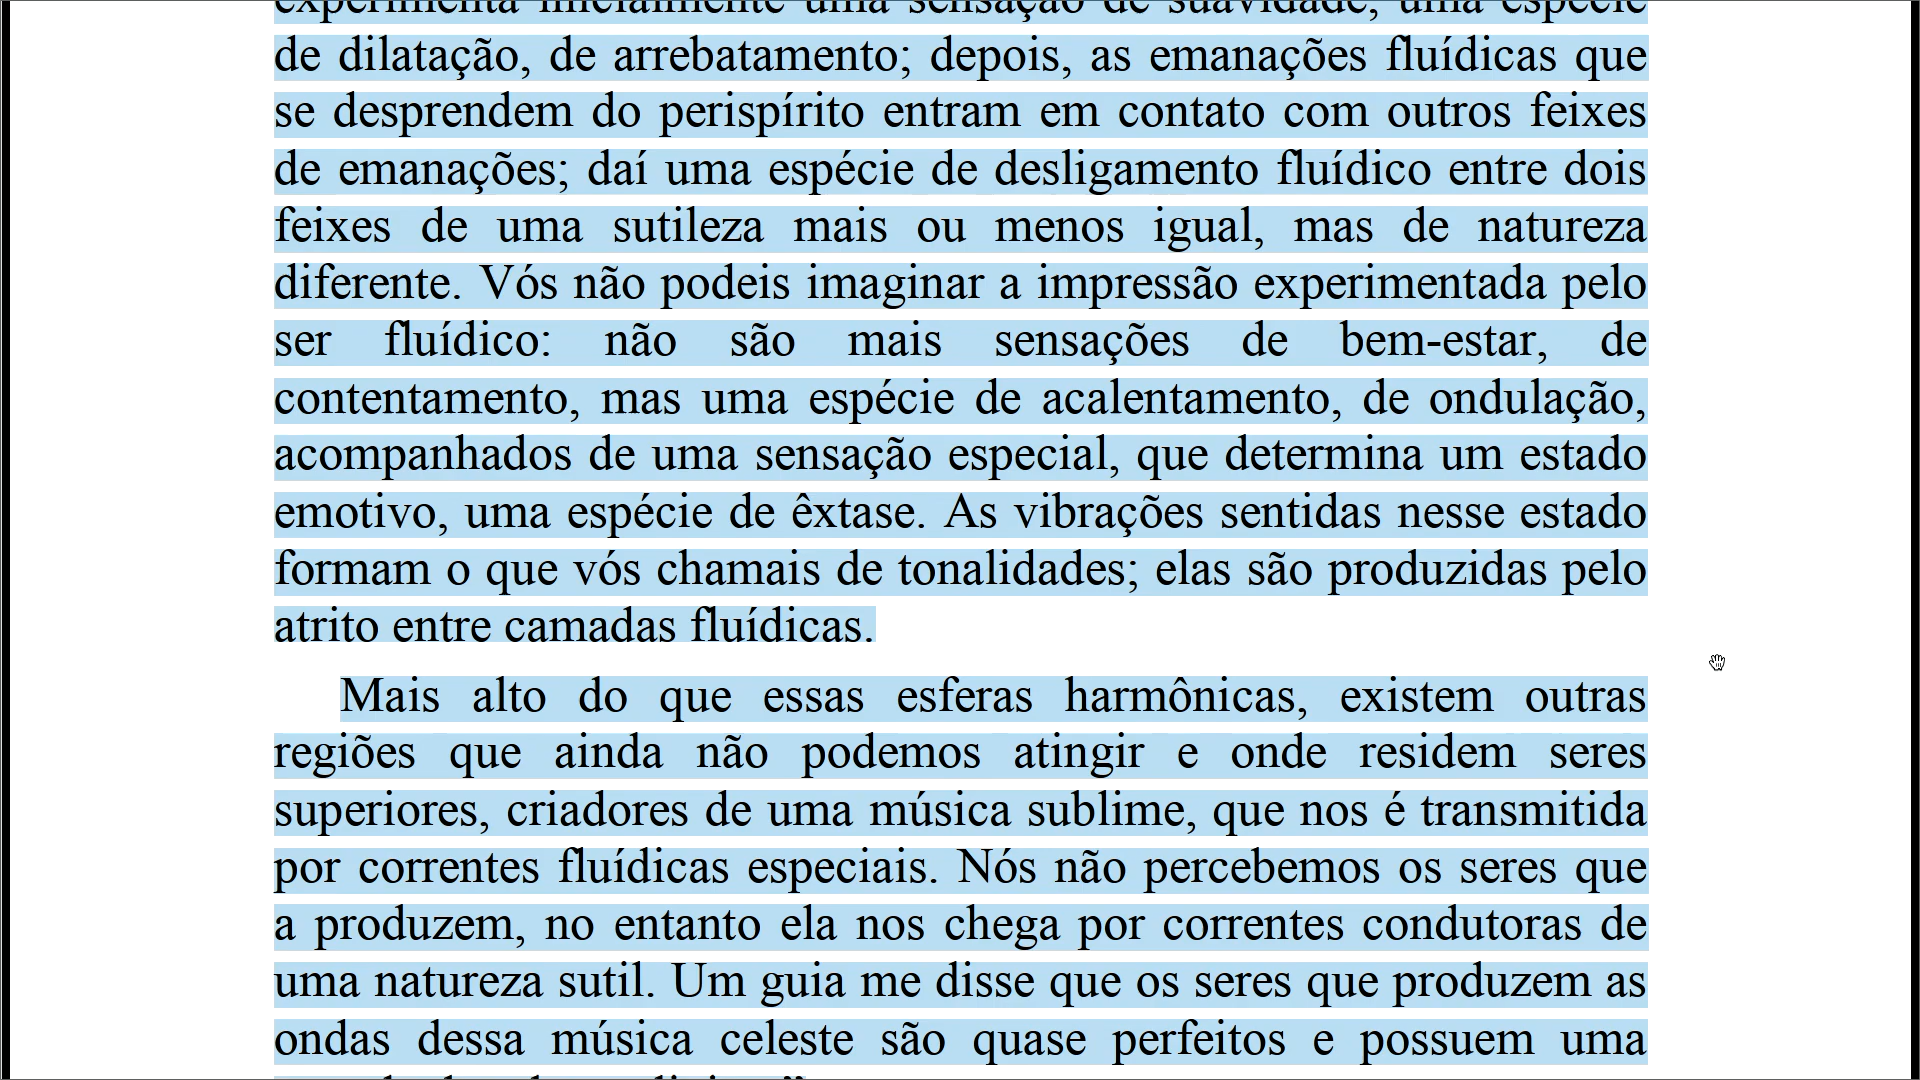 experimenta inicialmente uma sensação de suavidade, uma espécie
de dilatação, de arrebatamento; depois, as emanações fluídicas que
se desprendem do perispírito entram em contato com outros feixes
de emanações; daí uma espécie de desligamento fluídico entre dois
feixes de uma sutileza mais ou menos igual, mas de natureza
diferente. Vós não podeis imaginar a impressão experimentada pelo
ser fluídico: não são mais sensações de bem-estar, de
contentamento, mas uma espécie de acalentamento, de ondulação,
acompanhados de uma sensação especial, que determina um estado
emotivo, uma espécie de êxtase. As vibrações sentidas nesse estado
formam o que vós chamais de tonalidades; elas são produzidas pelo
atrito entre camadas fluídicas.
Mais alto do que essas esferas harmônicas, existem outras
regiões que ainda não podemos atingir e onde residem seres
superiores, criadores de uma música sublime, que nos é transmitida
por correntes fluídicas especiais. Nós não percebemos os seres que
a produzem, no entanto ela nos chega por correntes condutoras de
uma natureza sutil. Um guia me disse que os seres que produzem as
ondas dessa música celeste são quase perfeitos e possuem uma